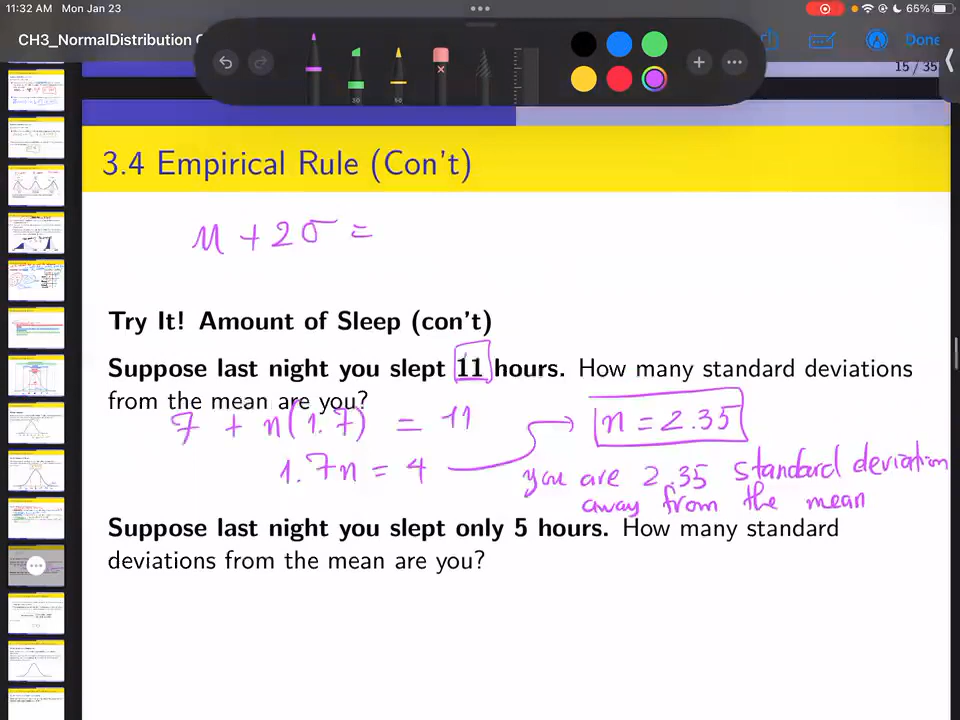 11:32 AM Mon Jan 23
65%
CH3_NormalDistribution
Done
30
50
15 / 35
3.4 Empirical Rule (Con't)
μ + 2σ =
Try It! Amount of Sleep (con't)
Suppose last night you slept 11 hours. How many standard deviations
from the mean are you?
7 + n(1.7) = 11
n = 2.35
1.7n = 4
you are 2.35 standard deviation
away from the mean
Suppose last night you slept only 5 hours. How many standard
deviations from the mean are you?